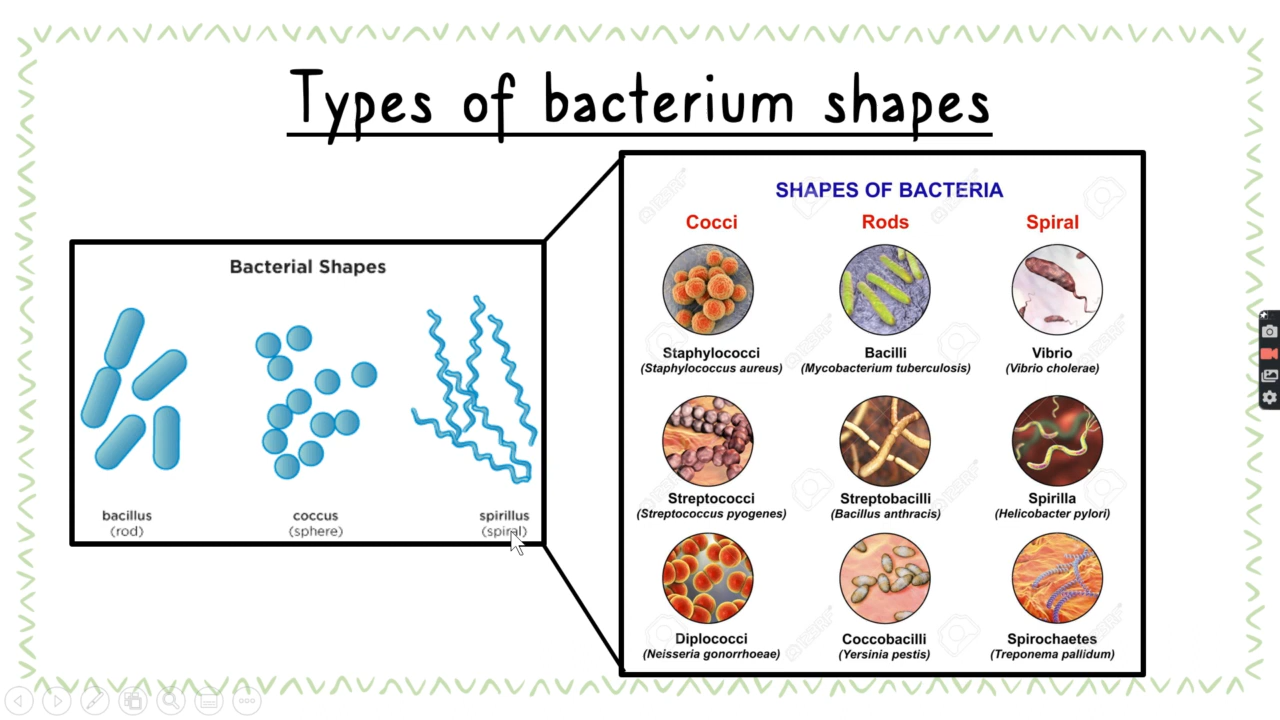 Types of bacterium shapes
Bacterial Shapes
bacillus
(rod)
coccus
(sphere)
spirillus
(spiral)
SHAPES OF BACTERIA
Cocci
Rods
Spiral
Staphylococci
(Staphylococcus aureus)
Bacilli
(Mycobacterium tuberculosis)
Vibrio
(Vibrio cholerae)
Streptococci
(Streptococcus pyogenes)
Streptobacilli
(Bacillus anthracis)
Spirilla
(Helicobacter pylori)
Diplococci
(Neisseria gonorrhoeae)
Coccobacilli
(Yersinia pestis)
Spirochaetes
(Treponema pallidum)